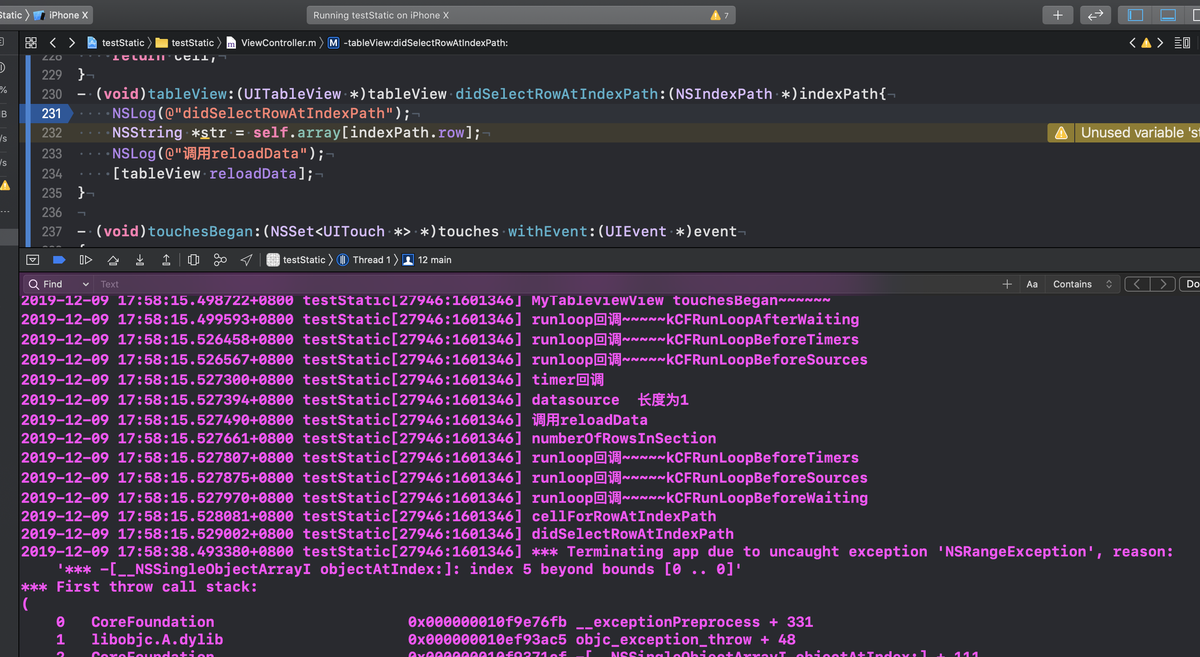 Static 〉 iPhone X
Running testStatic on iPhone X
7
testStatic 〉 testStatic 〉 m ViewController.m 〉 M -tableView:didSelectRowAtIndexPath:
228 return cell;
229 }
230 - (void)tableView:(UITableView *)tableView didSelectRowAtIndexPath:(NSIndexPath *)indexPath{
231 NSLog(@"didSelectRowAtIndexPath");
232 NSString *str = self.array[indexPath.row];
Unused variable 's
233 NSLog(@"调用reloadData");
234 [tableView reloadData];
235 }
236
237 - (void)touchesBegan:(NSSet<UITouch *> *)touches withEvent:(UIEvent *)event
testStatic 〉 Thread 1 〉 12 main
Find Text
Aa Contains
Do
2019-12-09 17:58:15.498722+0800 testStatic[27946:1601346] MyTableviewView touchesBegan~~~~~~
2019-12-09 17:58:15.499593+0800 testStatic[27946:1601346] runloop回调~~~~~kCFRunLoopAfterWaiting
2019-12-09 17:58:15.526458+0800 testStatic[27946:1601346] runloop回调~~~~~kCFRunLoopBeforeTimers
2019-12-09 17:58:15.526567+0800 testStatic[27946:1601346] runloop回调~~~~~kCFRunLoopBeforeSources
2019-12-09 17:58:15.527300+0800 testStatic[27946:1601346] timer回调
2019-12-09 17:58:15.527394+0800 testStatic[27946:1601346] datasource 长度为1
2019-12-09 17:58:15.527490+0800 testStatic[27946:1601346] 调用reloadData
2019-12-09 17:58:15.527661+0800 testStatic[27946:1601346] numberOfRowsInSection
2019-12-09 17:58:15.527807+0800 testStatic[27946:1601346] runloop回调~~~~~kCFRunLoopBeforeTimers
2019-12-09 17:58:15.527875+0800 testStatic[27946:1601346] runloop回调~~~~~kCFRunLoopBeforeSources
2019-12-09 17:58:15.527970+0800 testStatic[27946:1601346] runloop回调~~~~~kCFRunLoopBeforeWaiting
2019-12-09 17:58:15.528081+0800 testStatic[27946:1601346] cellForRowAtIndexPath
2019-12-09 17:58:15.529002+0800 testStatic[27946:1601346] didSelectRowAtIndexPath
2019-12-09 17:58:38.493380+0800 testStatic[27946:1601346] *** Terminating app due to uncaught exception 'NSRangeException', reason:
'*** -[__NSSingleObjectArrayI objectAtIndex:]: index 5 beyond bounds [0 .. 0]'
*** First throw call stack:
(
0 CoreFoundation 0x000000010f9e76fb __exceptionPreprocess + 331
1 libobjc.A.dylib 0x000000010ef93ac5 objc_exception_throw + 48
2 CoreFoundation -[__NSSingleObjectArrayI objectAtIndex:] + 111